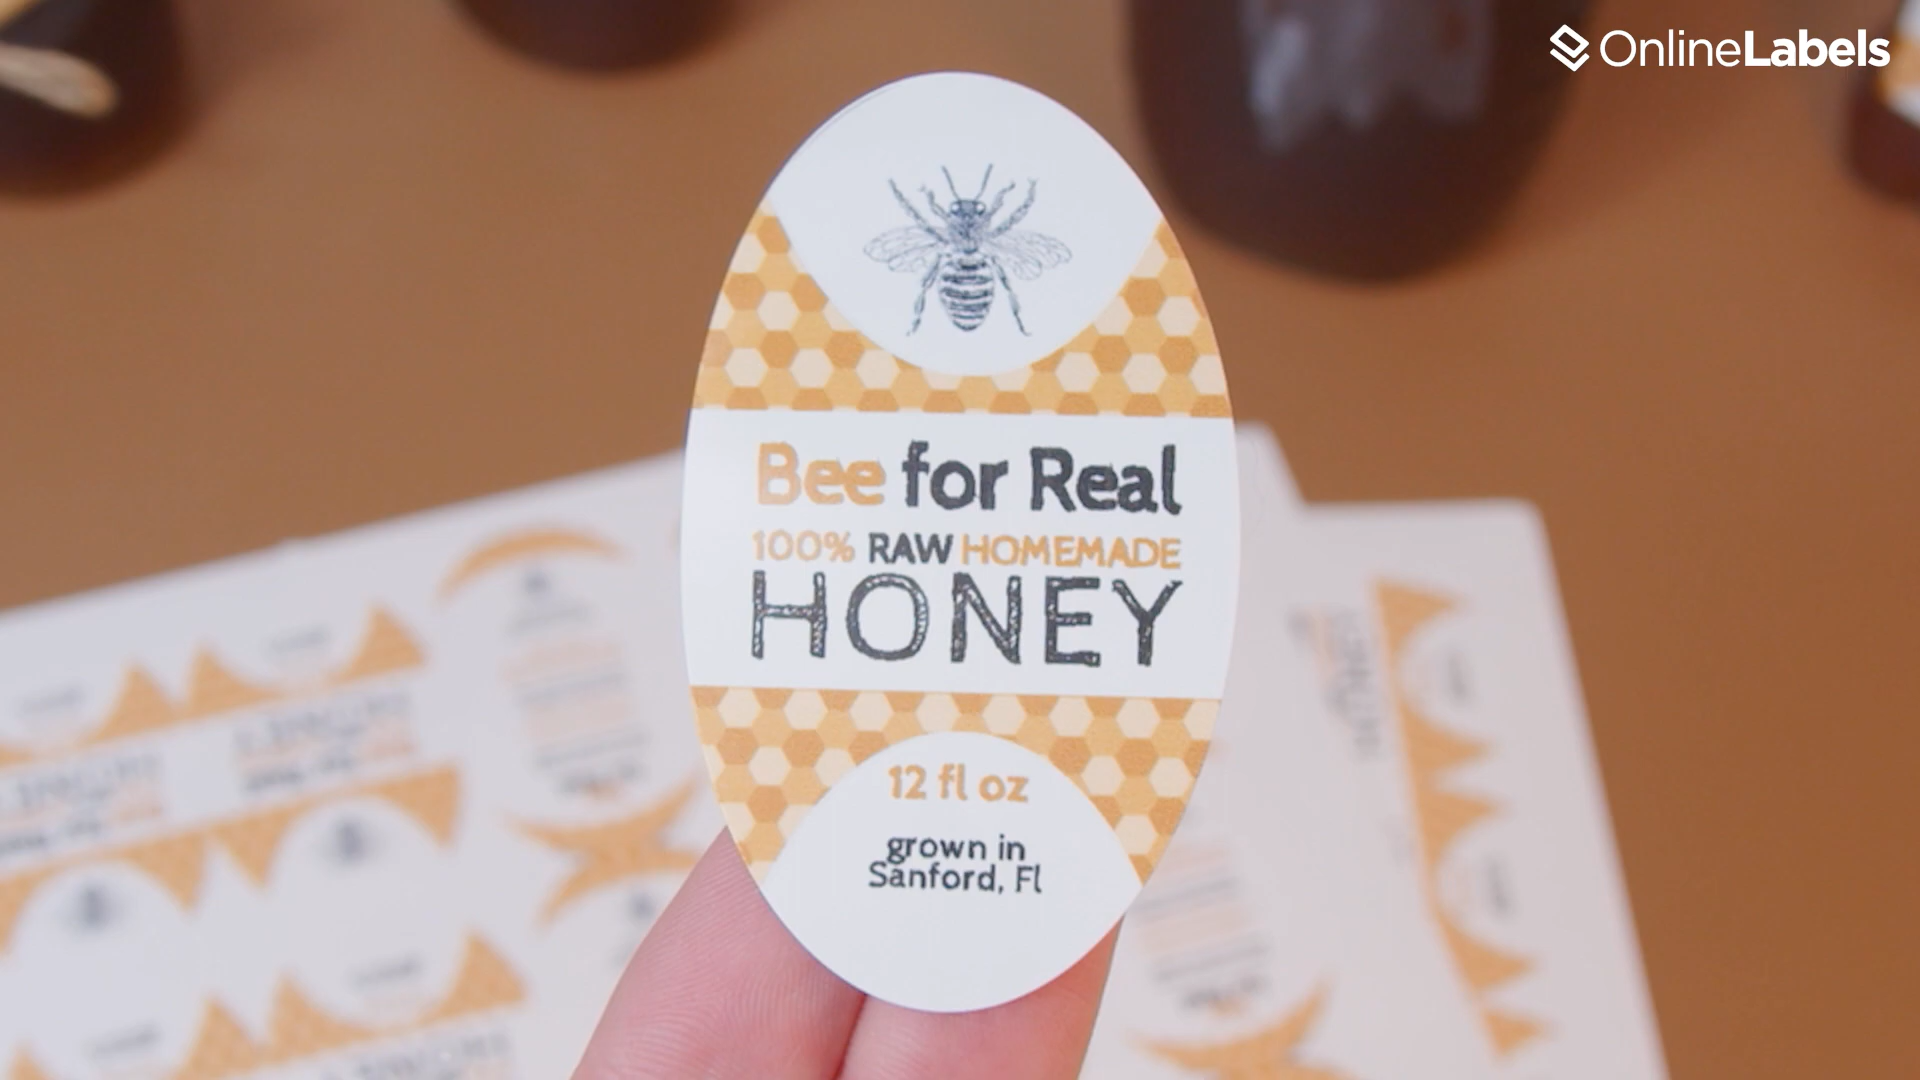 OnlineLabels
Bee for Real
100% RAW HOMEMADE
HONEY
12 fl oz
grown in
Sanford, Fl